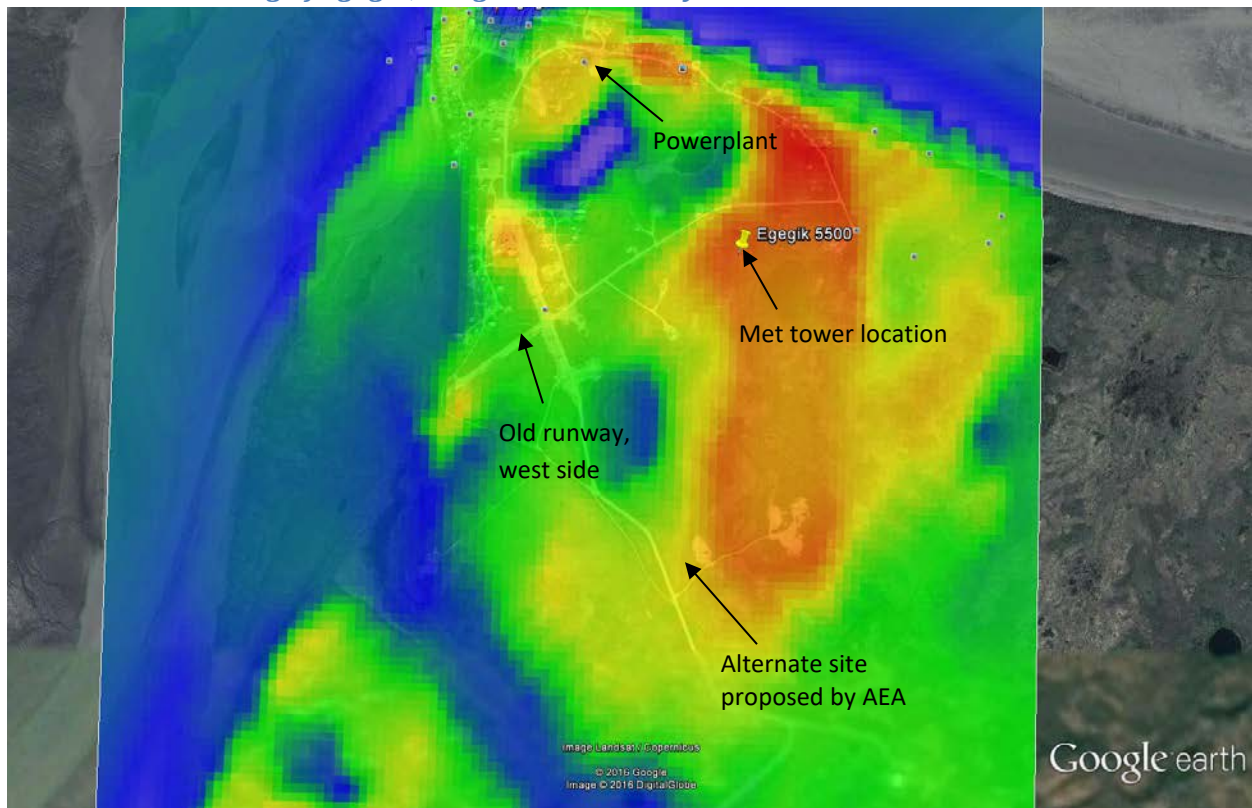 Powerplant
Egegik 5500
Met tower location
Old runway,
west side
Alternate site
proposed by AEA
Image Landsat / Copernicus
© 2016 Google
Image © 2016 DigitalGlobe
Google earth